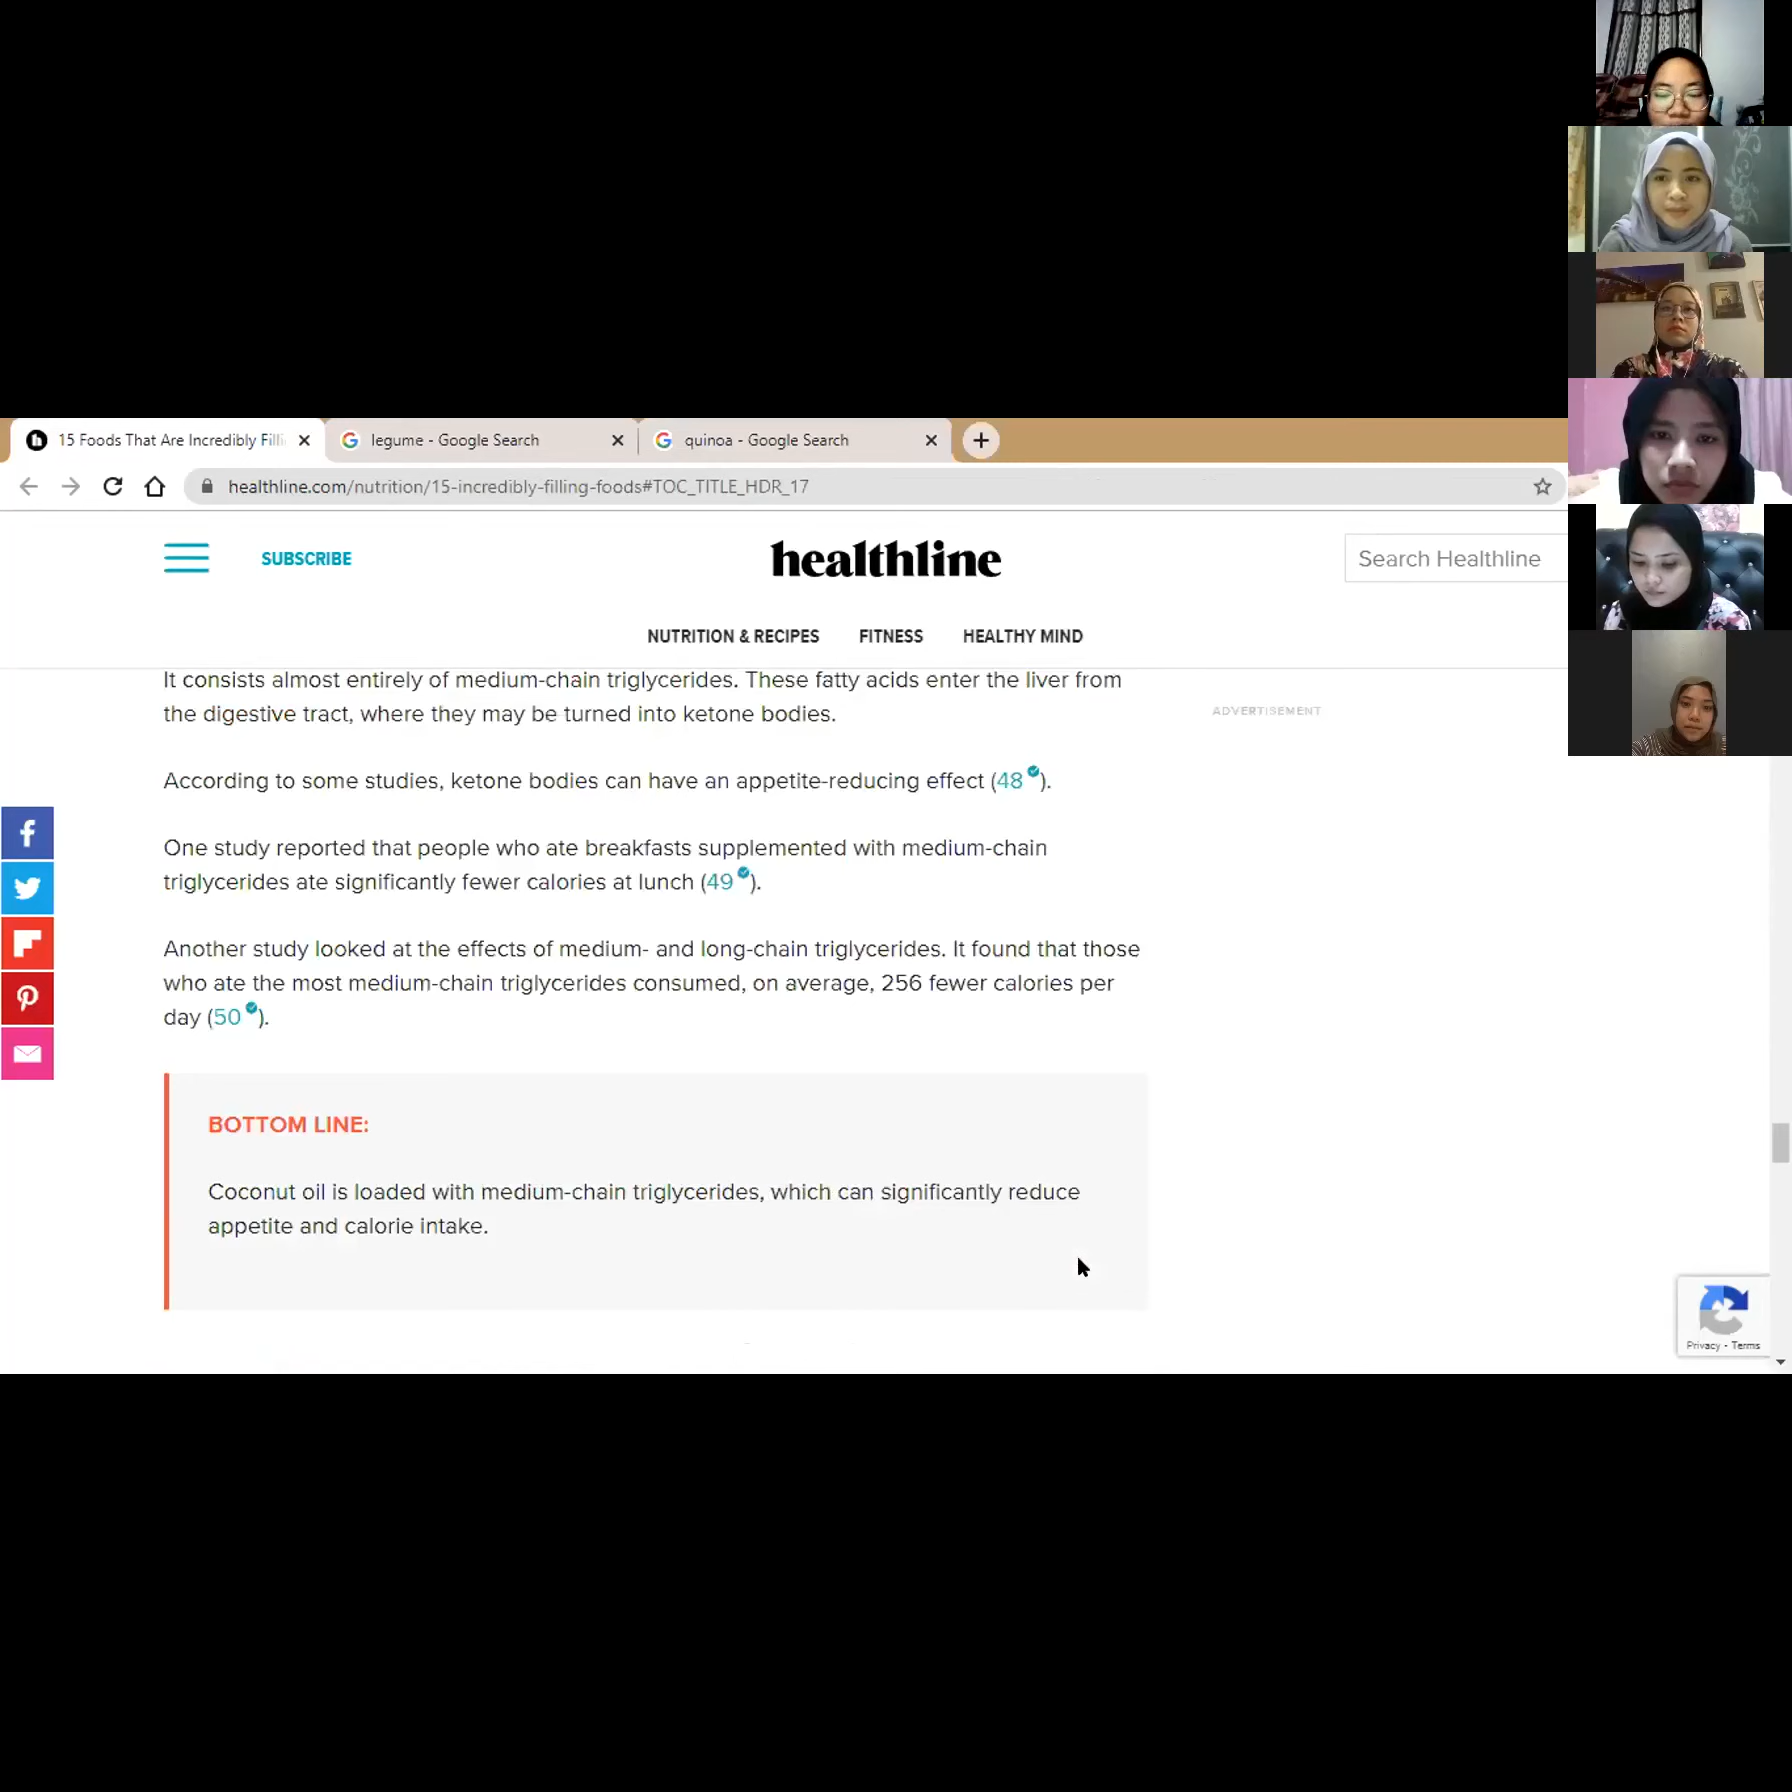 15 Foods That Are Incredibly Filli
legume - Google Search
quinoa - Google Search
healthline.com/nutrition/15-incredibly-filling-foods#TOC_TITLE_HDR_17
SUBSCRIBE
healthline
Search Healthline
NUTRITION & RECIPES
FITNESS
HEALTHY MIND
It consists almost entirely of medium-chain triglycerides. These fatty acids enter the liver from
the digestive tract, where they may be turned into ketone bodies.
ADVERTISEMENT
According to some studies, ketone bodies can have an appetite-reducing effect (48).
One study reported that people who ate breakfasts supplemented with medium-chain
triglycerides ate significantly fewer calories at lunch (49).
Another study looked at the effects of medium- and long-chain triglycerides. It found that those
who ate the most medium-chain triglycerides consumed, on average, 256 fewer calories per
day (50).
BOTTOM LINE:
Coconut oil is loaded with medium-chain triglycerides, which can significantly reduce
appetite and calorie intake.
Privacy - Terms